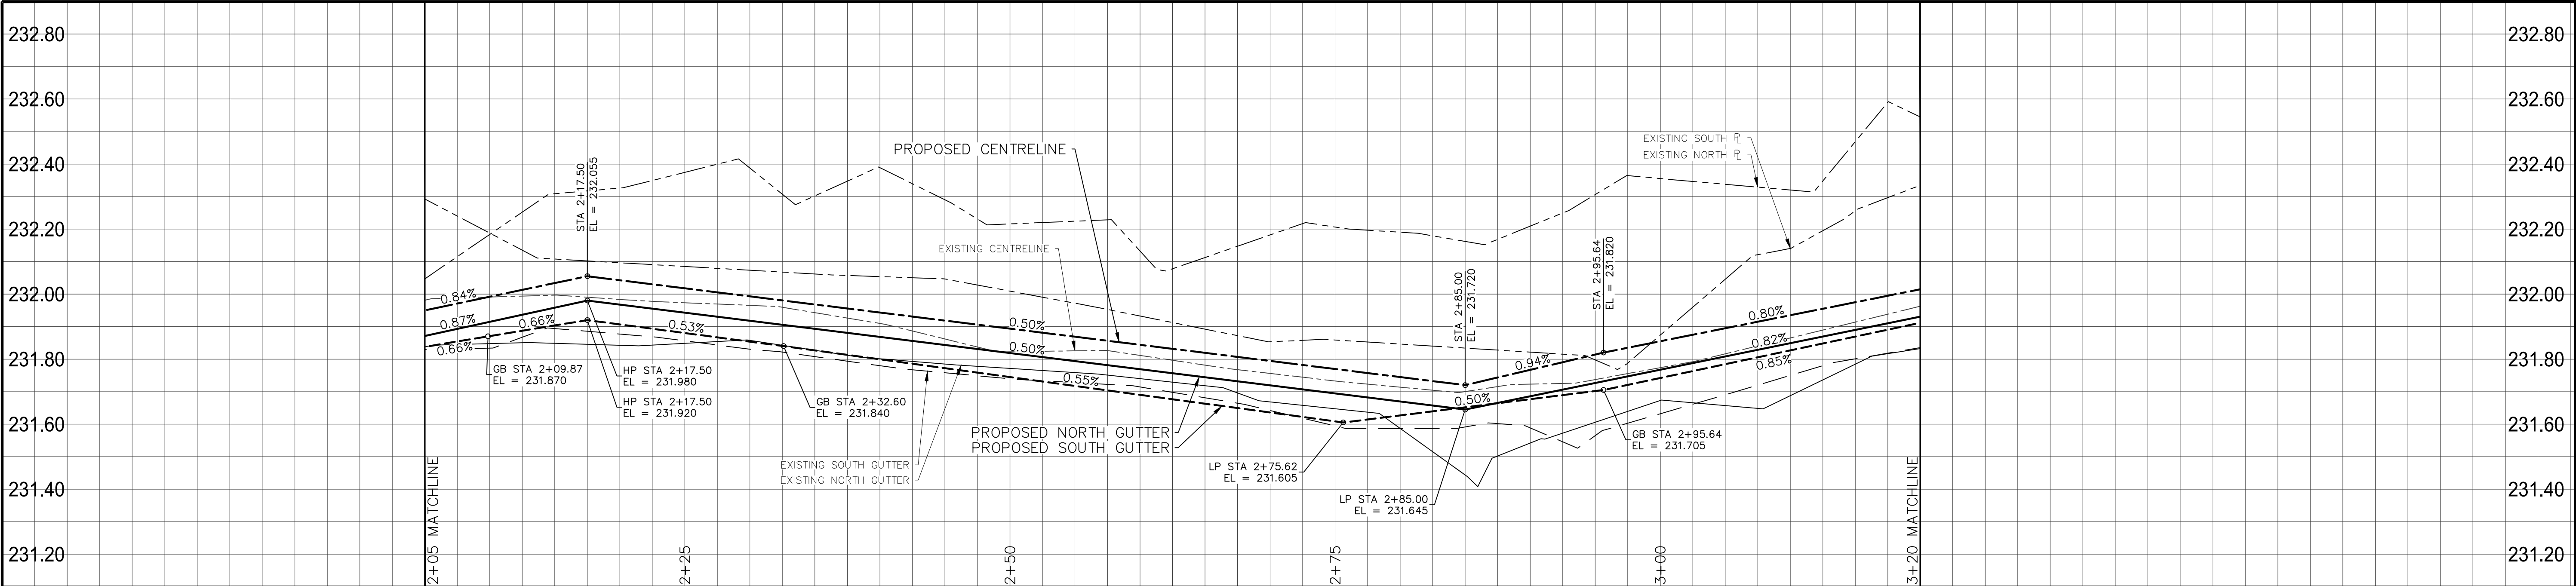 232.80
232.60
232.40
232.20
232.00
231.80
231.60
231.40
231.20
2+05 MATCHLINE
STA 2+17.50
EL = 232.055
PROPOSED CENTRELINE
EXISTING CENTRELINE
EXISTING SOUTH ⅊
EXISTING NORTH ⅊
STA 2+85.00
EL = 231.720
STA 2+95.64
EL = 231.820
0.84%
0.87%
0.66%
0.66%
0.53%
0.50%
0.50%
0.55%
0.50%
0.94%
0.80%
0.82%
0.85%
GB STA 2+09.87
EL = 231.870
HP STA 2+17.50
EL = 231.980
HP STA 2+17.50
EL = 231.920
GB STA 2+32.60
EL = 231.840
PROPOSED NORTH GUTTER
PROPOSED SOUTH GUTTER
EXISTING SOUTH GUTTER
EXISTING NORTH GUTTER
LP STA 2+75.62
EL = 231.605
LP STA 2+85.00
EL = 231.645
GB STA 2+95.64
EL = 231.705
2+25
2+50
2+75
3+00
3+20 MATCHLINE
232.80
232.60
232.40
232.20
232.00
231.80
231.60
231.40
231.20